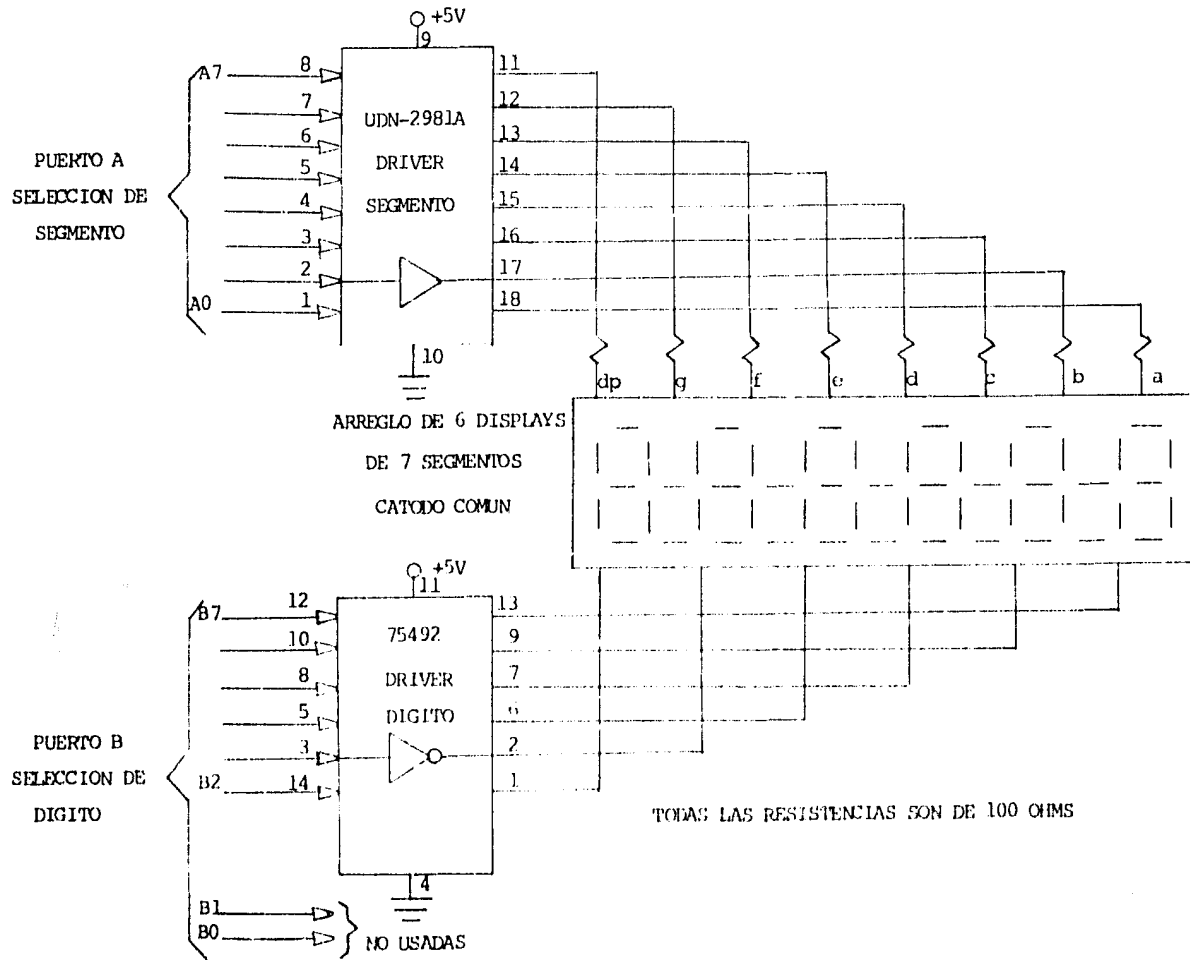 +5V
9
A7
8
11
7
12
UDN-2981A
6
13
PUERTO A
SELECCION DE
SEGMENTO
5
DRIVER
14
4
SEGMENTO
15
3
16
2
17
A0
1
18
10
dp
g
f
e
d
c
b
a
ARREGLO DE 6 DISPLAYS
DE 7 SEGMENTOS
CATODO COMUN
+5V
11
B7
12
13
10
75492
9
8
DRIVER
7
5
DIGITO
6
PUERTO B
SELECCION DE
DIGITO
3
2
B2
14
1
TODAS LAS RESISTENCIAS SON DE 100 OHMS
4
B1
B0
NO USADAS